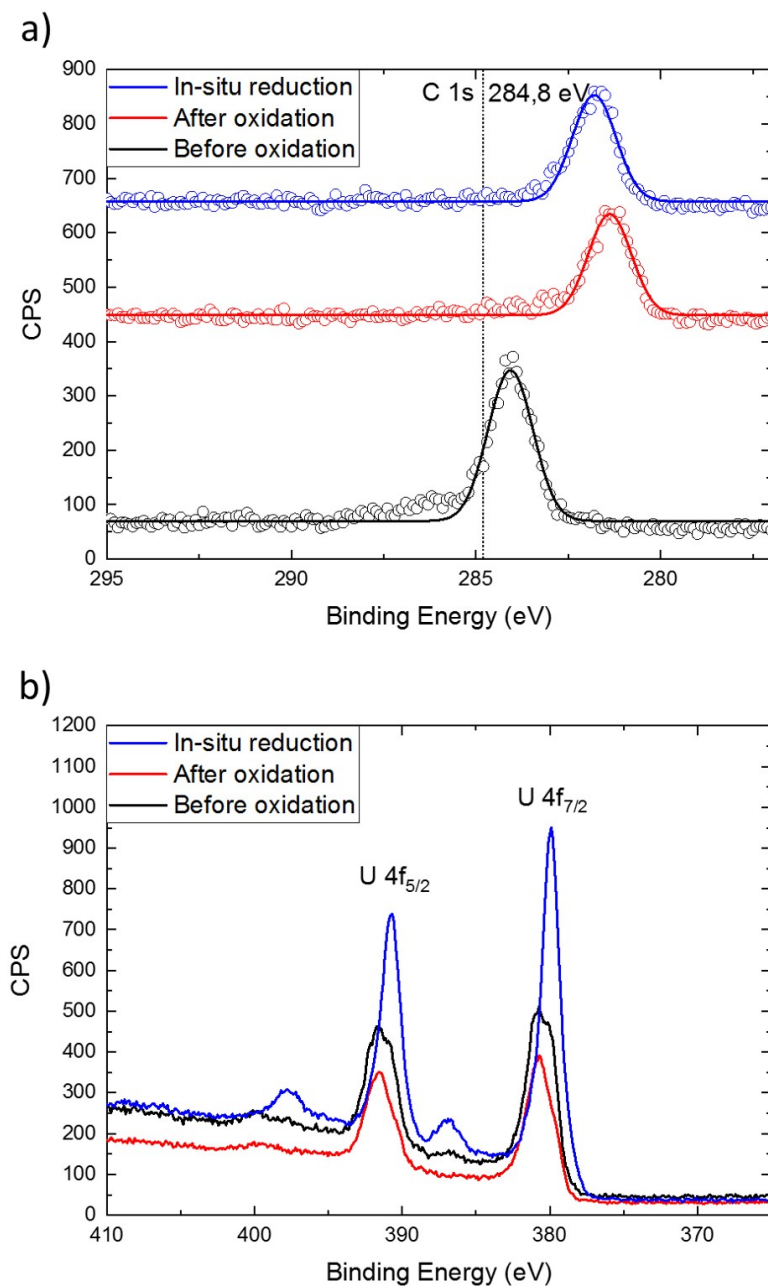 a)
In-situ reduction
After oxidation
Before oxidation
C 1s 284,8 eV
900
800
700
600
500
400
300
200
100
0
CPS
295 290 285 280
Binding Energy (eV)
b)
In-situ reduction
After oxidation
Before oxidation
U 4f5/2
U 4f7/2
1200
1100
1000
900
800
700
600
500
400
300
200
100
0
CPS
410 400 390 380 370
Binding Energy (eV)